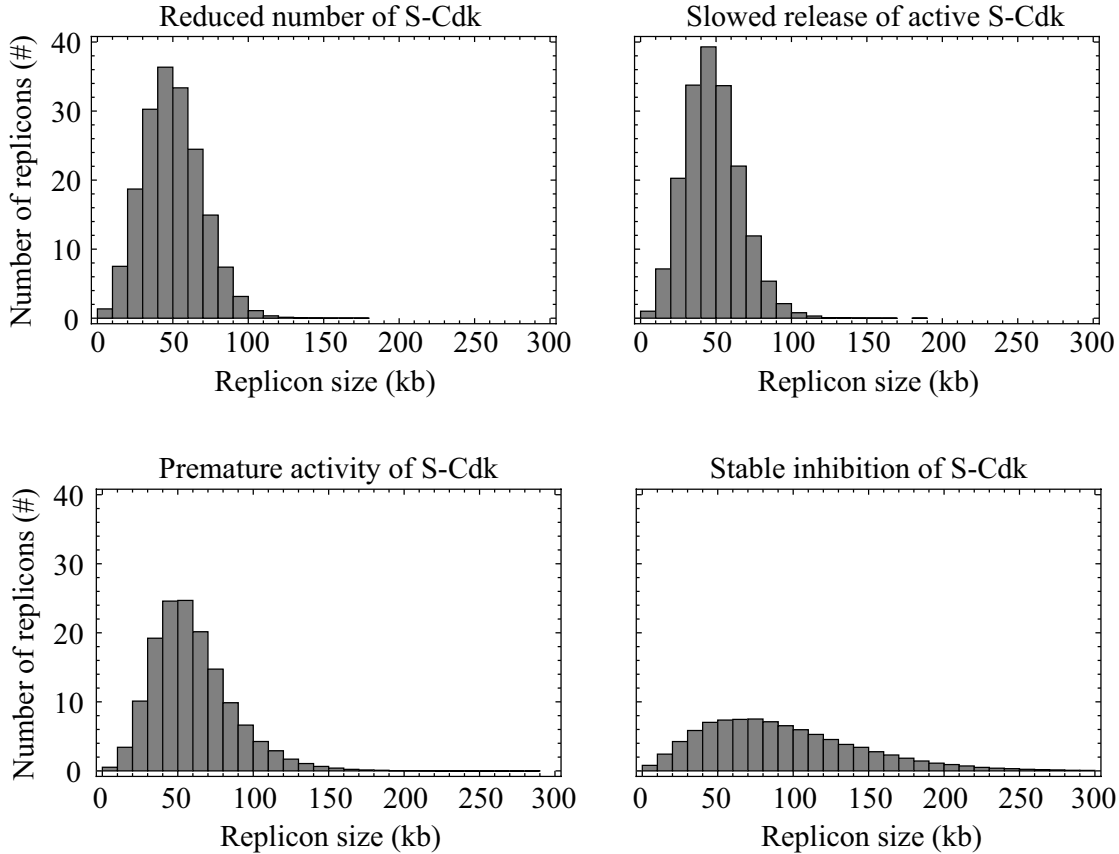 Reduced number of S-Cdk
Slowed release of active S-Cdk
Number of replicons (#)
40
30
20
10
0
0 50 100 150 200 250 300
0 50 100 150 200 250 300
Replicon size (kb)
Replicon size (kb)
Premature activity of S-Cdk
Stable inhibition of S-Cdk
Number of replicons (#)
40
30
20
10
0
0 50 100 150 200 250 300
0 50 100 150 200 250 300
Replicon size (kb)
Replicon size (kb)